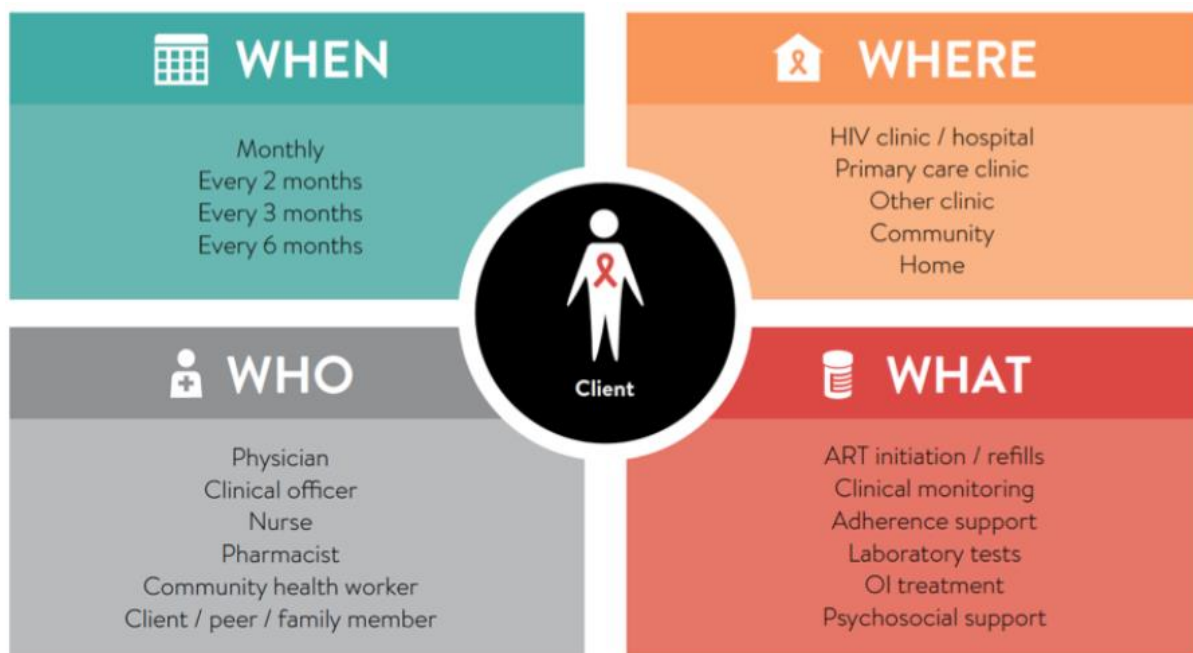 WHEN
Monthly
Every 2 months
Every 3 months
Every 6 months
WHERE
HIV clinic / hospital
Primary care clinic
Other clinic
Community
Home
Client
WHO
Physician
Clinical officer
Nurse
Pharmacist
Community health worker
Client / peer / family member
WHAT
ART initiation / refills
Clinical monitoring
Adherence support
Laboratory tests
OI treatment
Psychosocial support